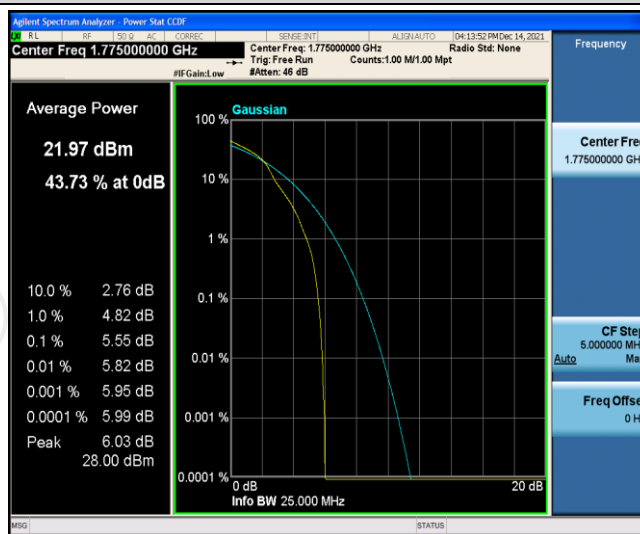 Agilent Spectrum Analyzer - Power Stat CCDF
RL RF 50 Ω AC CORREC SENSE:INT ALIGNAUTO 04:13:52 PM Dec 14, 2021
Center Freq 1.775000000 GHz
Center Freq: 1.775000000 GHz Radio Std: None
Trig: Free Run Counts:1.00 M/1.00 Mpt
#IFGain:Low #Atten: 46 dB
Frequency
Average Power
21.97 dBm
43.73 % at 0dB
10.0 % 2.76 dB
1.0 % 4.82 dB
0.1 % 5.55 dB
0.01 % 5.82 dB
0.001 % 5.95 dB
0.0001 % 5.99 dB
Peak 6.03 dB
28.00 dBm
Gaussian
100 %
10 %
1 %
0.1 %
0.01 %
0.001 %
0.0001 %
0 dB 20 dB
Info BW 25.000 MHz
Center Fre
1.775000000 GH
CF Step
5.000000 MH
Auto Ma
Freq Offse
0 H
MSG STATUS